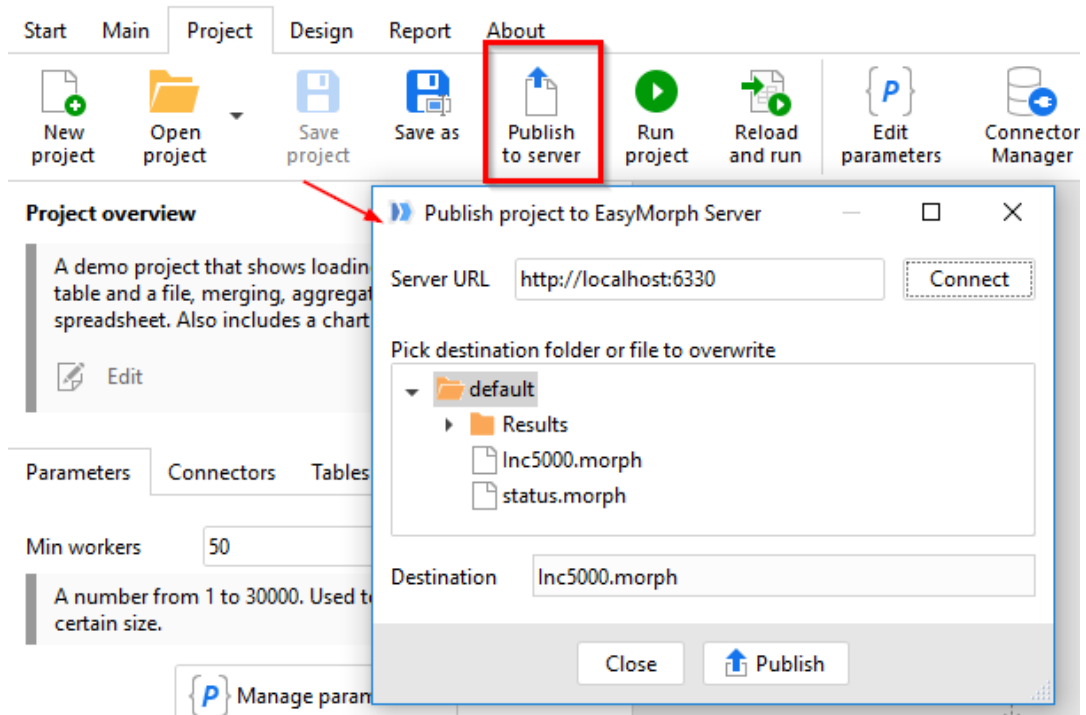 Start Main Project Design Report About
New project
Open project
Save project
Save as
Publish to server
Run project
Reload and run
P
Edit parameters
Connector Manager
Project overview
A demo project that shows loadin
table and a file, merging, aggregat
spreadsheet. Also includes a chart
Edit
Parameters Connectors Tables
Min workers 50
A number from 1 to 30000. Used t
certain size.
P Manage param
Publish project to EasyMorph Server
Server URL http://localhost:6330 Connect
Pick destination folder or file to overwrite
default
Results
Inc5000.morph
status.morph
Destination Inc5000.morph
Close Publish